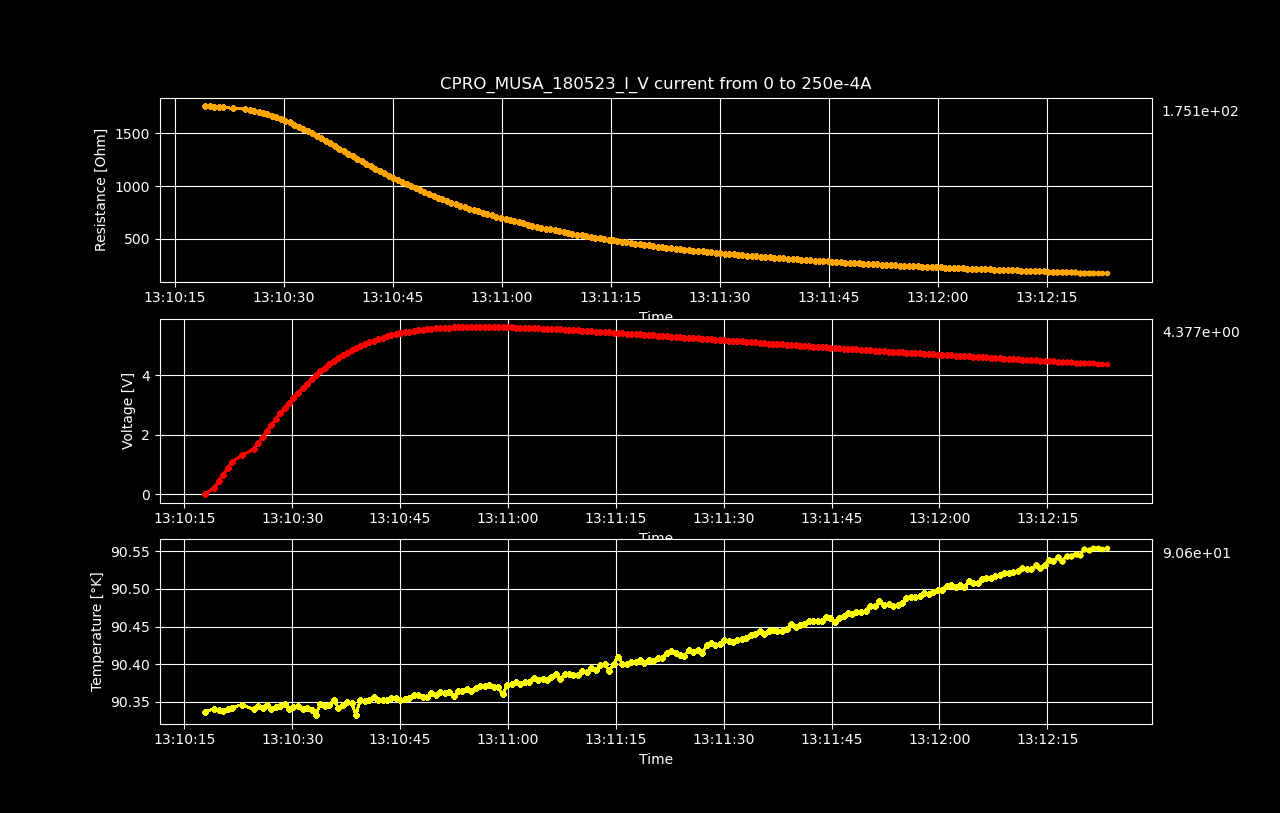 CPRO_MUSA_180523_I_V current from 0 to 250e-4A
1.751e+02
Resistance [Ohm]
1500
1000
500
13:10:15 13:10:30 13:10:45 13:11:00 13:11:15 13:11:30 13:11:45 13:12:00 13:12:15
Time
4.377e+00
Voltage [V]
4
2
0
13:10:15 13:10:30 13:10:45 13:11:00 13:11:15 13:11:30 13:11:45 13:12:00 13:12:15
Time
9.06e+01
Temperature [°K]
90.55
90.50
90.45
90.40
90.35
13:10:15 13:10:30 13:10:45 13:11:00 13:11:15 13:11:30 13:11:45 13:12:00 13:12:15
Time